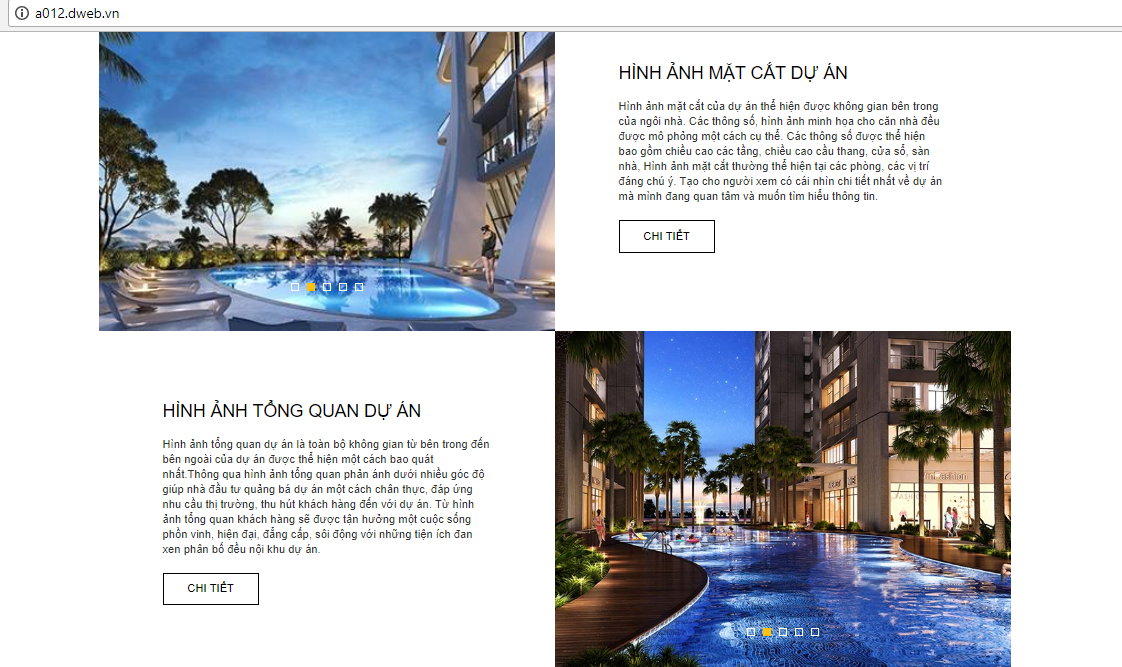 a012.dweb.vn
HÌNH ẢNH MẶT CẮT DỰ ÁN
Hình ảnh mặt cắt của dự án thể hiện được không gian bên trong
của ngôi nhà. Các thông số, hình ảnh minh họa cho căn nhà đều
được mô phỏng một cách cụ thể. Các thông số được thể hiện
bao gồm chiều cao các tầng, chiều cao cầu thang, cửa sổ, sàn
nhà, Hình ảnh mặt cắt thường thể hiện tại các phòng, các vị trí
đáng chú ý. Tạo cho người xem có cái nhìn chi tiết nhất về dự án
mà mình đang quan tâm và muốn tìm hiểu thông tin.
CHI TIẾT
HÌNH ẢNH TỔNG QUAN DỰ ÁN
Hình ảnh tổng quan dự án là toàn bộ không gian từ bên trong đến
bên ngoài của dự án được thể hiện một cách bao quát
nhất.Thông qua hình ảnh tổng quan phản ánh dưới nhiều góc độ
giúp nhà đầu tư quảng bá dự án một cách chân thực, đáp ứng
nhu cầu thị trường, thu hút khách hàng đến với dự án. Từ hình
ảnh tổng quan khách hàng sẽ được tận hưởng một cuộc sống
phồn vinh, hiện đại, đẳng cấp, sôi động với những tiện ích đan
xen phân bố đều nội khu dự án.
CHI TIẾT